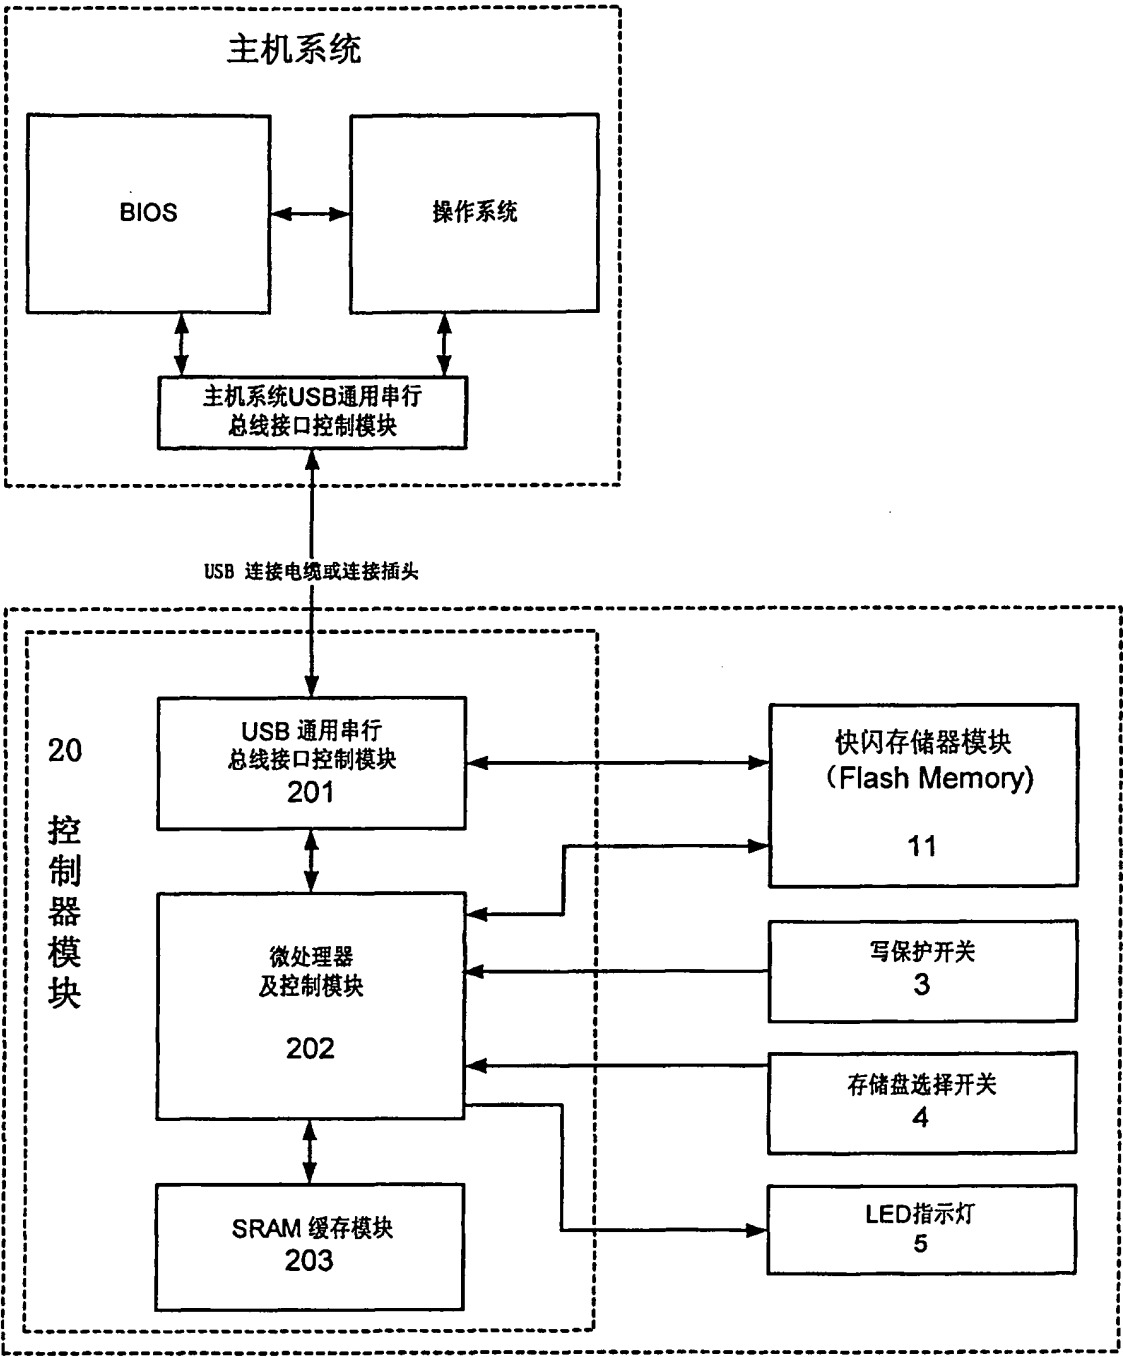 主机系统
BIOS
操作系统
主机系统USB通用串行
总线接口控制模块
USB 连接电缆或连接插头
20
控制器模块
USB 通用串行
总线接口控制模块
201
快闪存储器模块
（Flash Memory)
11
微处理器
及控制模块
202
写保护开关
3
存储盘选择开关
4
SRAM 缓存模块
203
LED指示灯
5